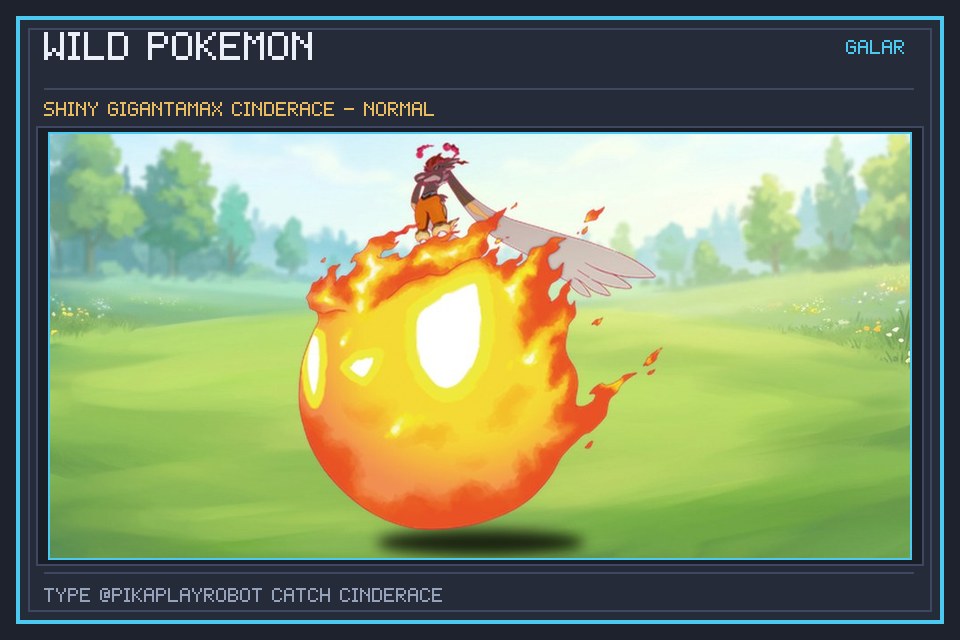 WILD POKEMON
GALAR
SHINY GIGANTAMAX CINDERACE - NORMAL
TYPE @PIKAPLAYROBOT CATCH CINDERACE